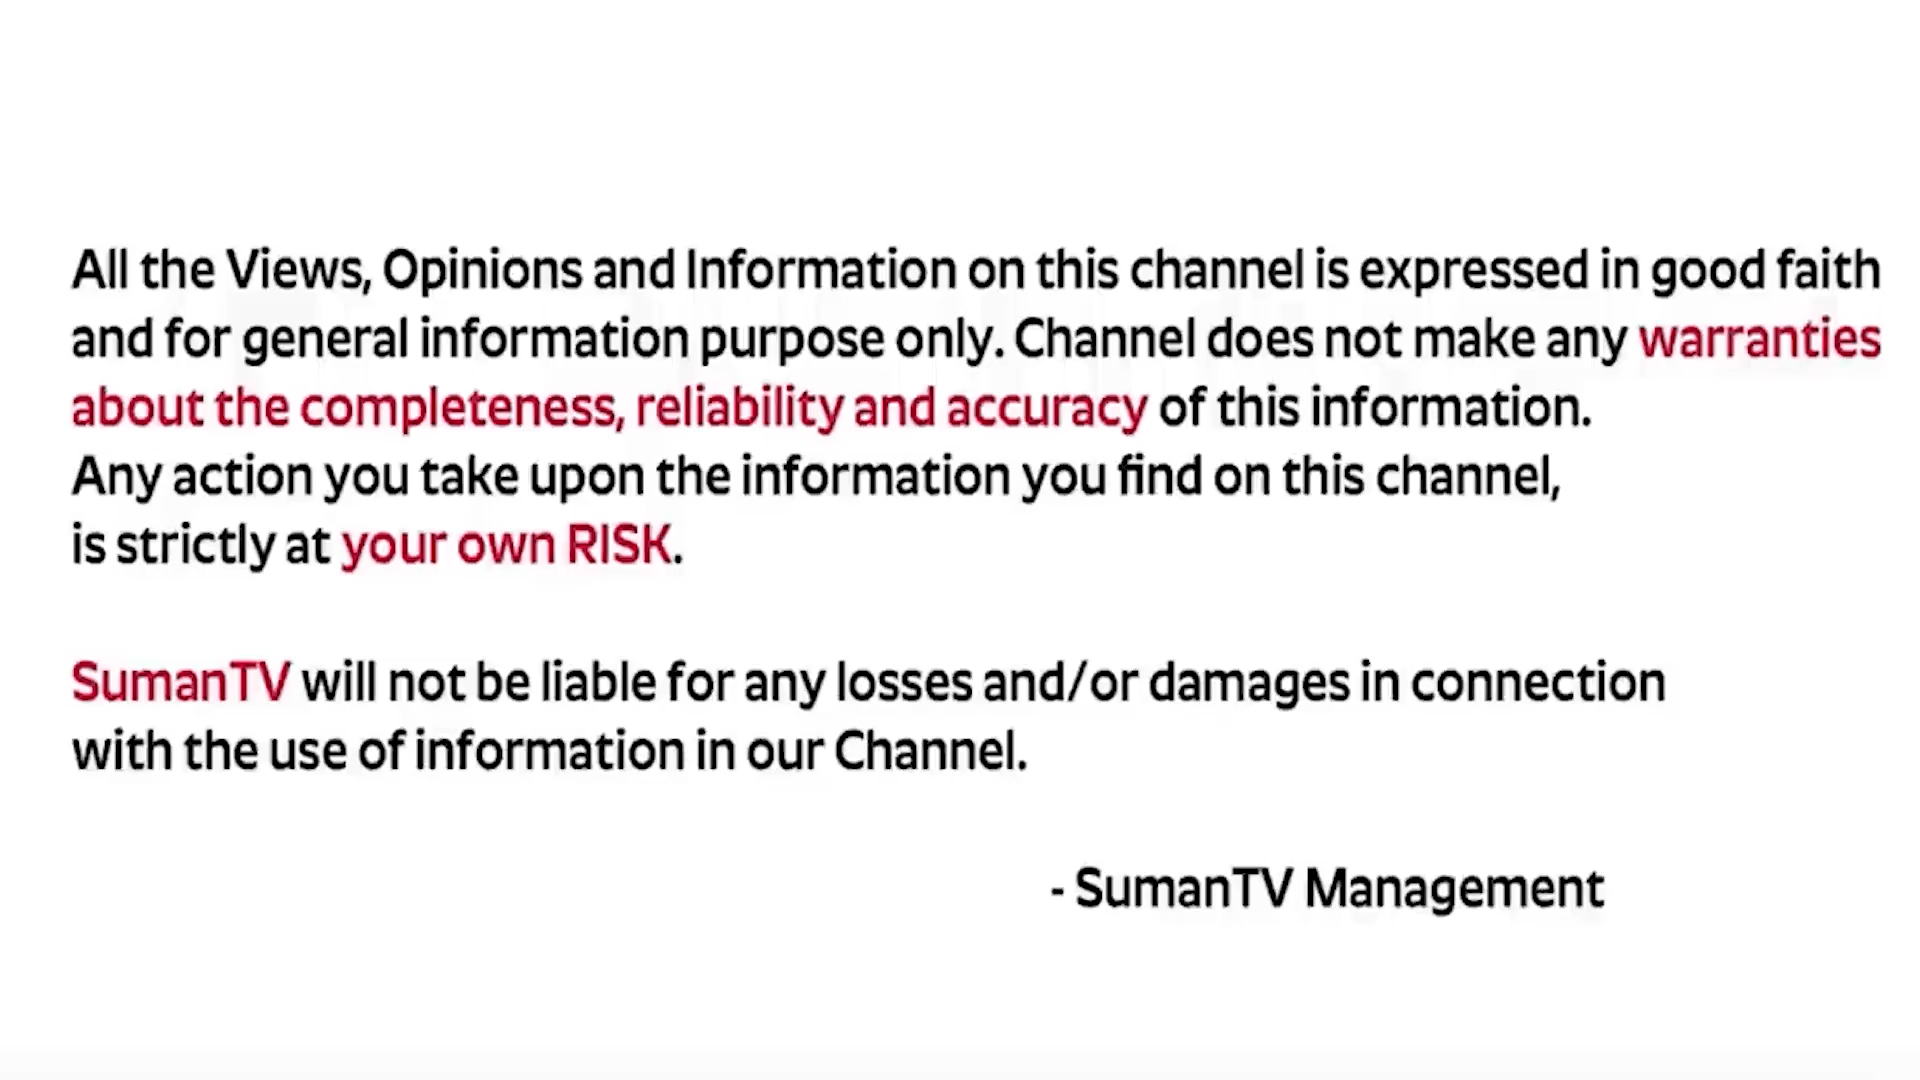 All the Views, Opinions and Information on this channel is expressed in good faith
and for general information purpose only. Channel does not make any warranties
about the completeness, reliability and accuracy of this information.
Any action you take upon the information you find on this channel,
is strictly at your own RISK.
SumanTV will not be liable for any losses and/or damages in connection
with the use of information in our Channel.
- SumanTV Management